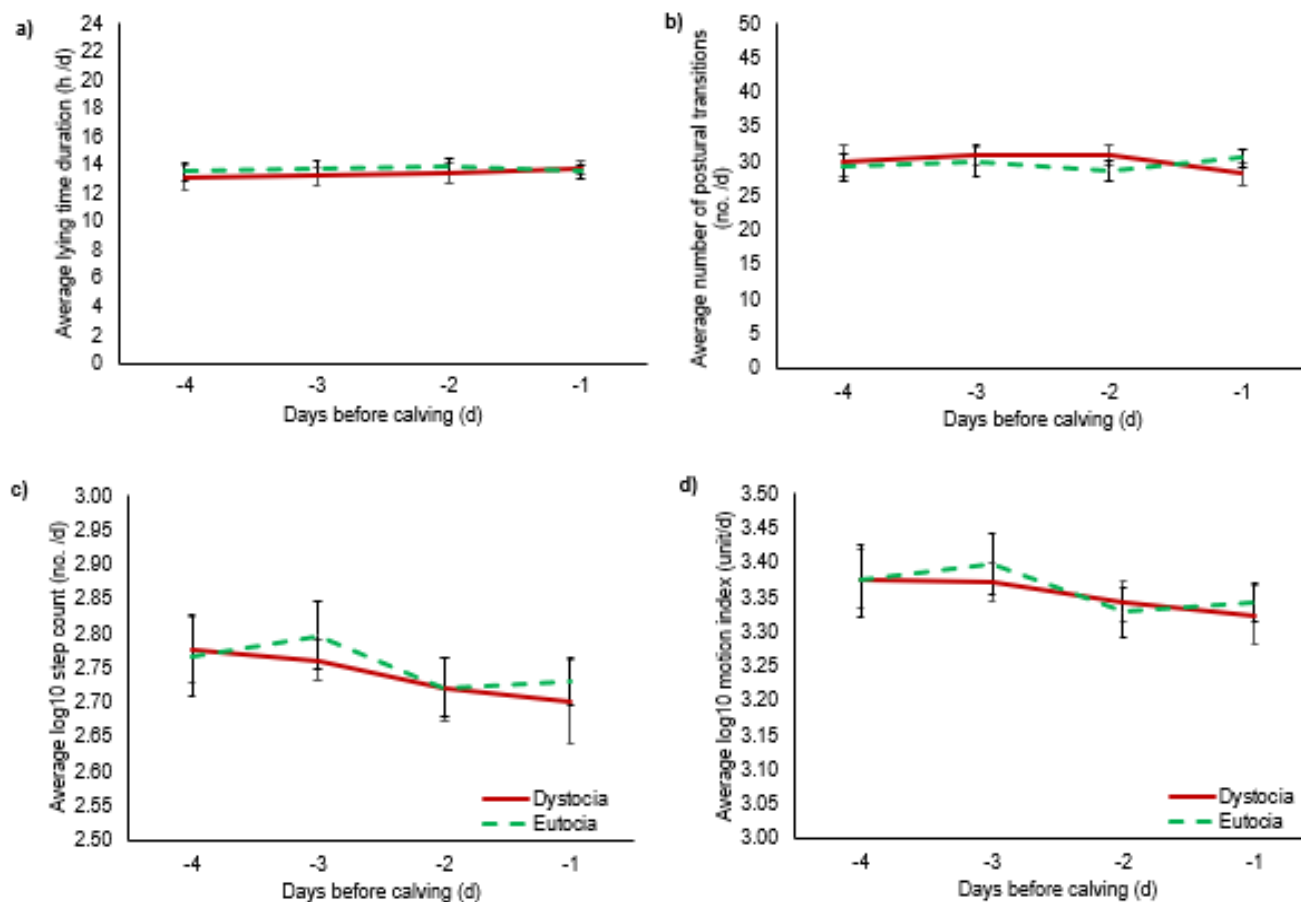 a)
Average lying time duration (h /d)
24
22
20
18
16
14
12
10
8
6
4
2
0
-4 -3 -2 -1
Days before calving (d)
b)
Average number of postural transitions
(no. /d)
50
45
40
35
30
25
20
15
10
5
0
-4 -3 -2 -1
Days before calving (d)
c)
Average log10 step count (no. /d)
3.00
2.95
2.90
2.85
2.80
2.75
2.70
2.65
2.60
2.55
2.50
Dystocia
Eutocia
-4 -3 -2 -1
Days before calving (d)
d)
Average log10 motion index (unit/d)
3.50
3.45
3.40
3.35
3.30
3.25
3.20
3.15
3.10
3.05
3.00
Dystocia
Eutocia
-4 -3 -2 -1
Days before calving (d)